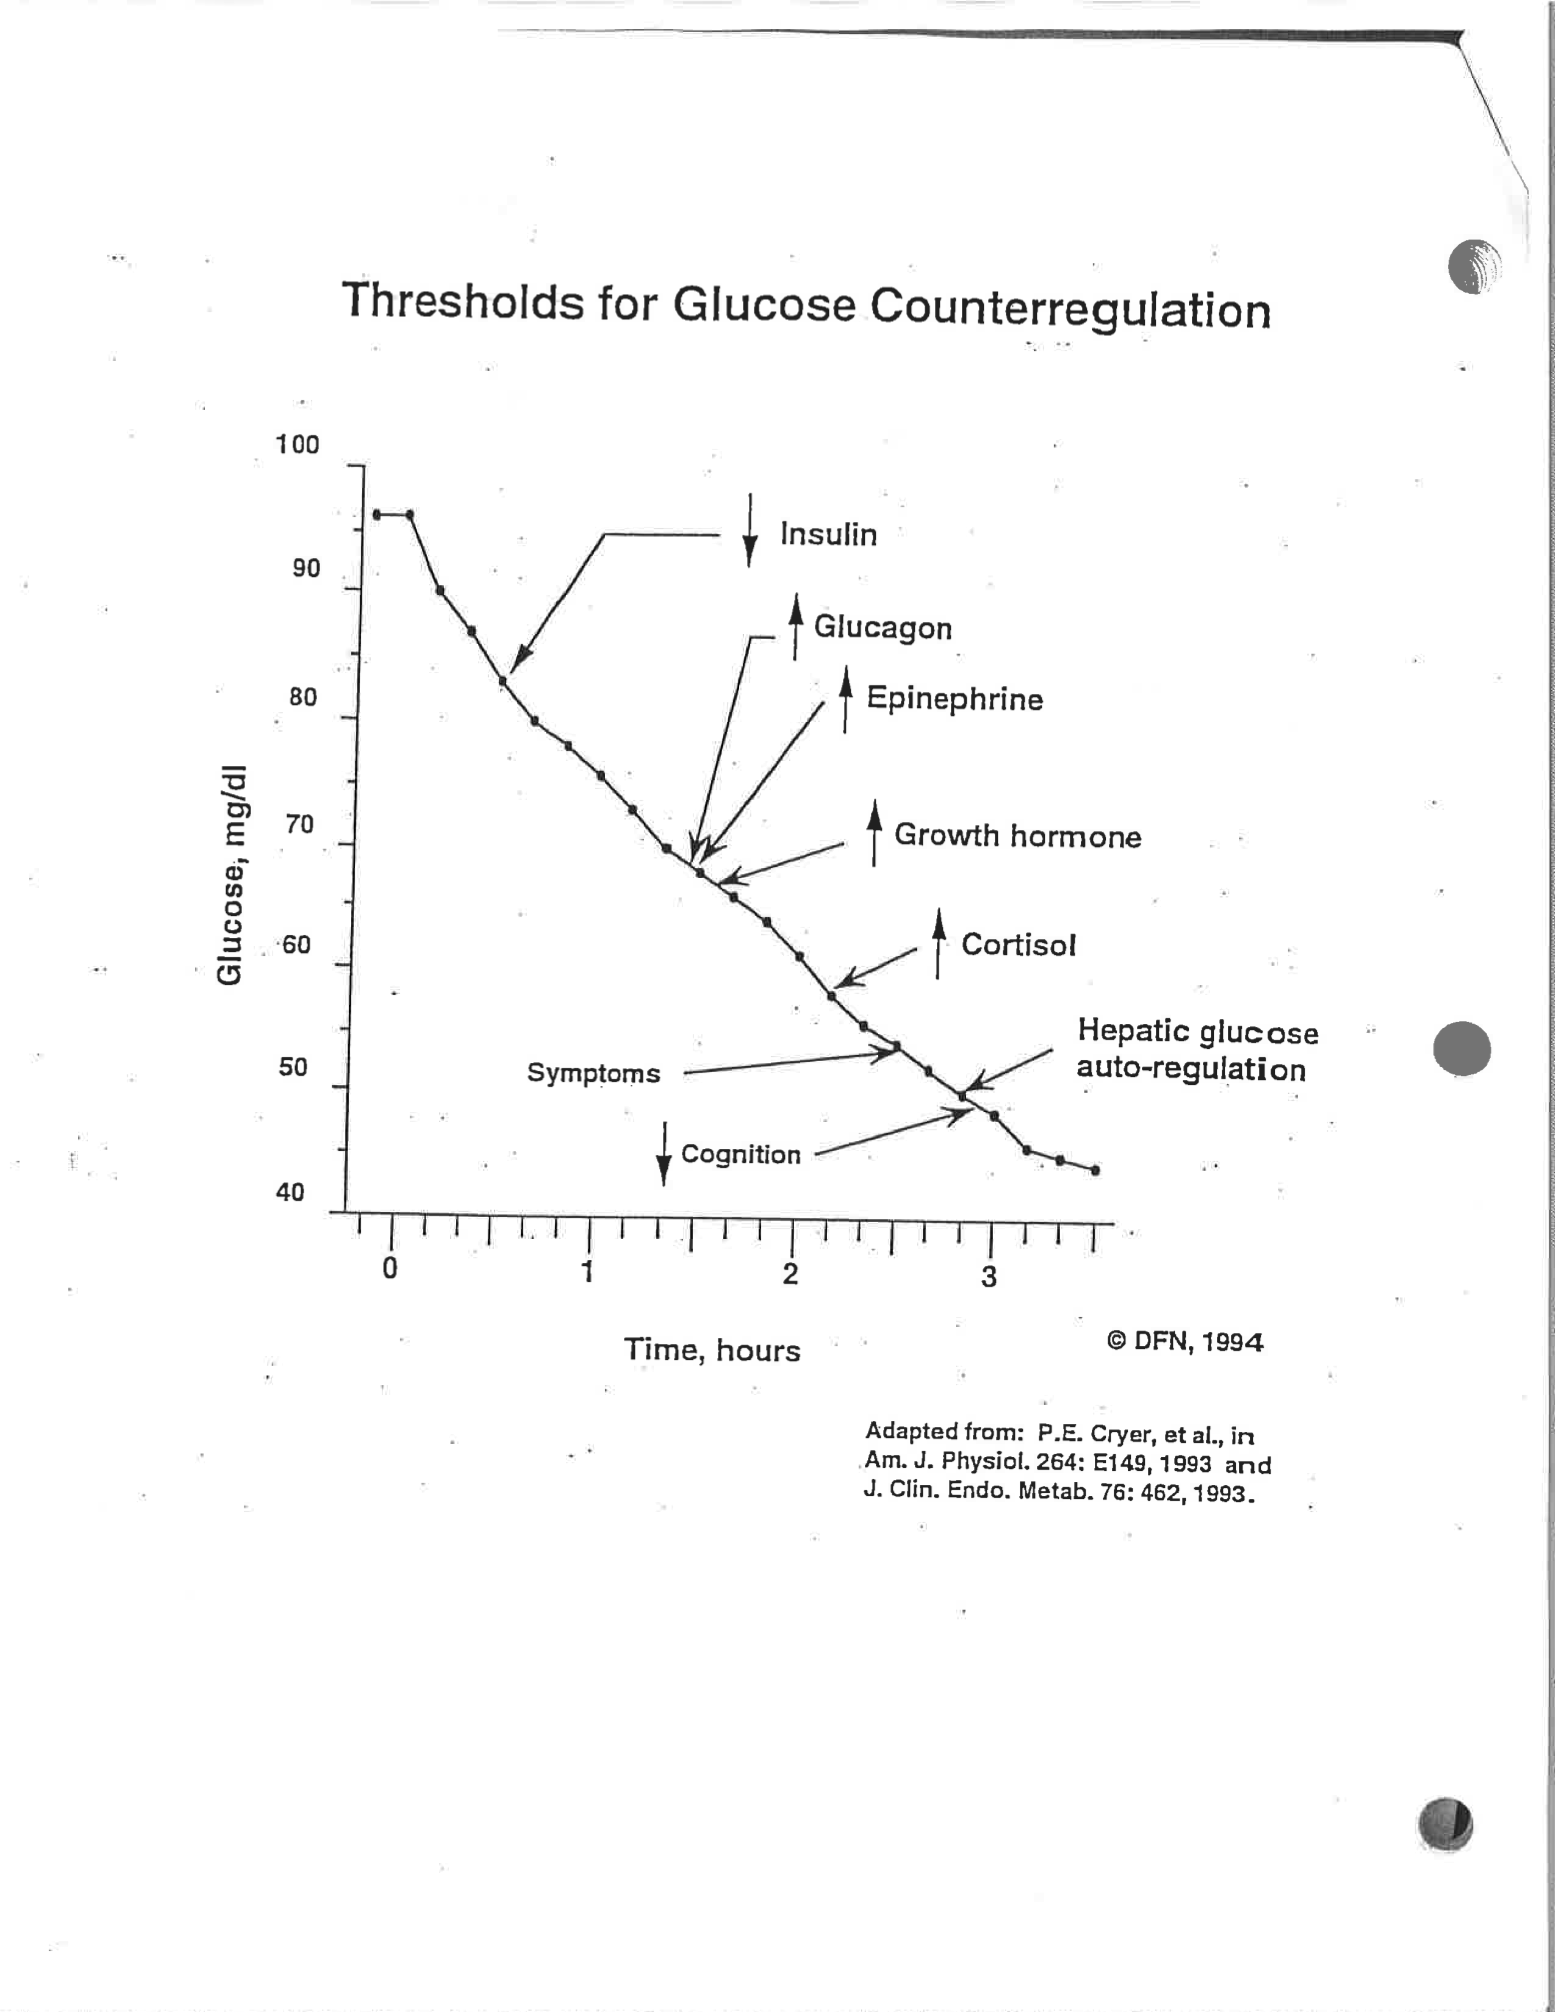 Thresholds for Glucose Counterregulation
100
90
80
70
60
50
40
Glucose, mg/dl
↓ Insulin
↑ Glucagon
↑ Epinephrine
↑ Growth hormone
↑ Cortisol
Hepatic glucose
auto-regulation
Symptoms
↓ Cognition
0 1 2 3
Time, hours
© DFN, 1994
Adapted from: P.E. Cryer, et al., in
Am. J. Physiol. 264: E149, 1993 and
J. Clin. Endo. Metab. 76: 462, 1993.